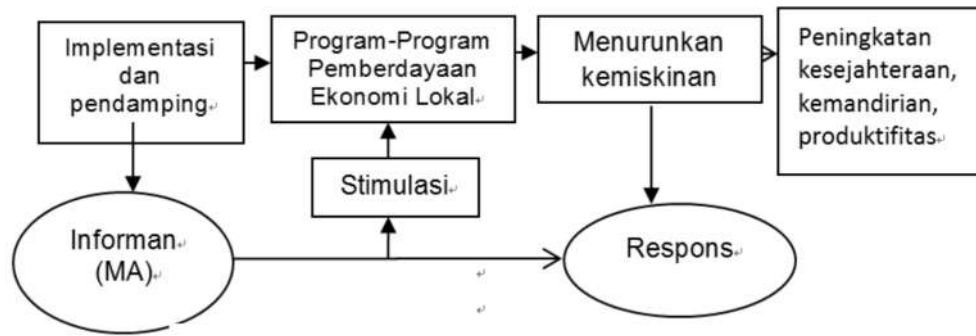 Implementasi
dan
pendamping
Program-Program
Pemberdayaan
Ekonomi Lokal
Menurunkan
kemiskinan
Peningkatan
kesejahteraan,
kemandirian,
produktifitas
Stimulasi
Informan
(MA)
Respons